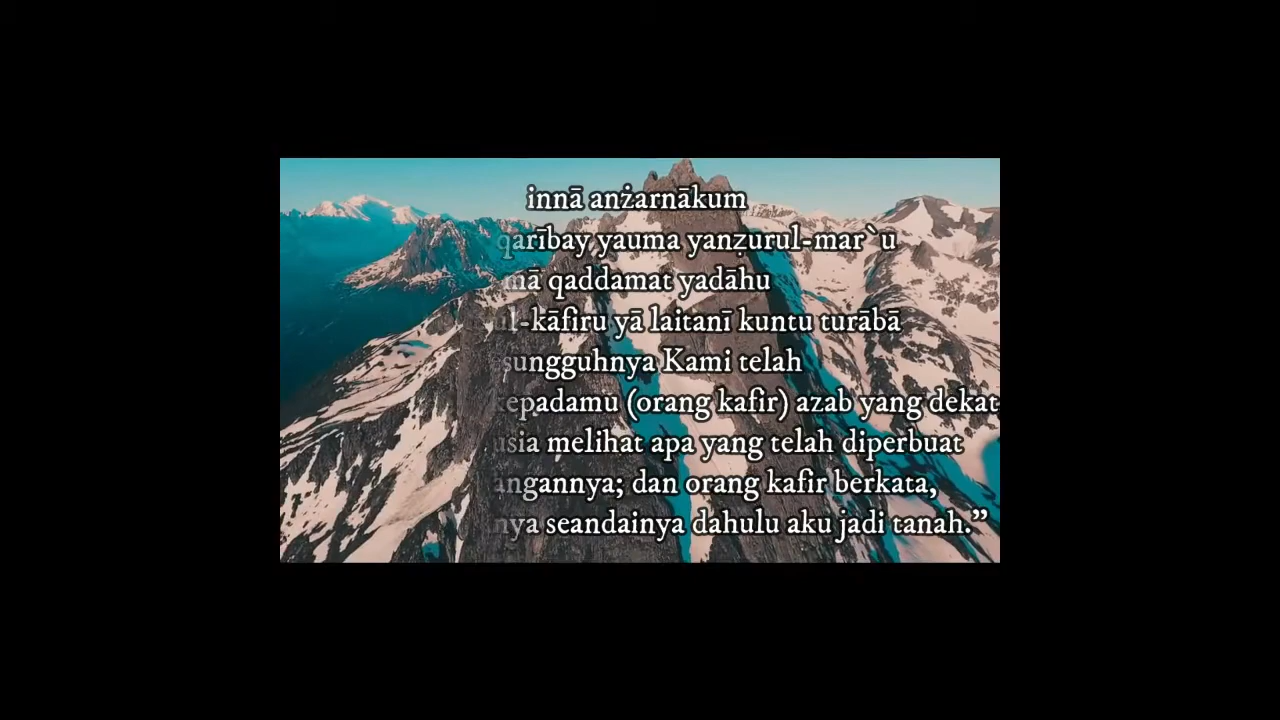 innā anżarnākum
qarībay yauma yanẓurul-mar`u
mā qaddamat yadāhu
ul-kāfiru yā laitanī kuntu turābā
sungguhnya Kami telah
kepadamu (orang kafir) azab yang dekat
usia melihat apa yang telah diperbuat
angannya; dan orang kafir berkata,
nya seandainya dahulu aku jadi tanah.”